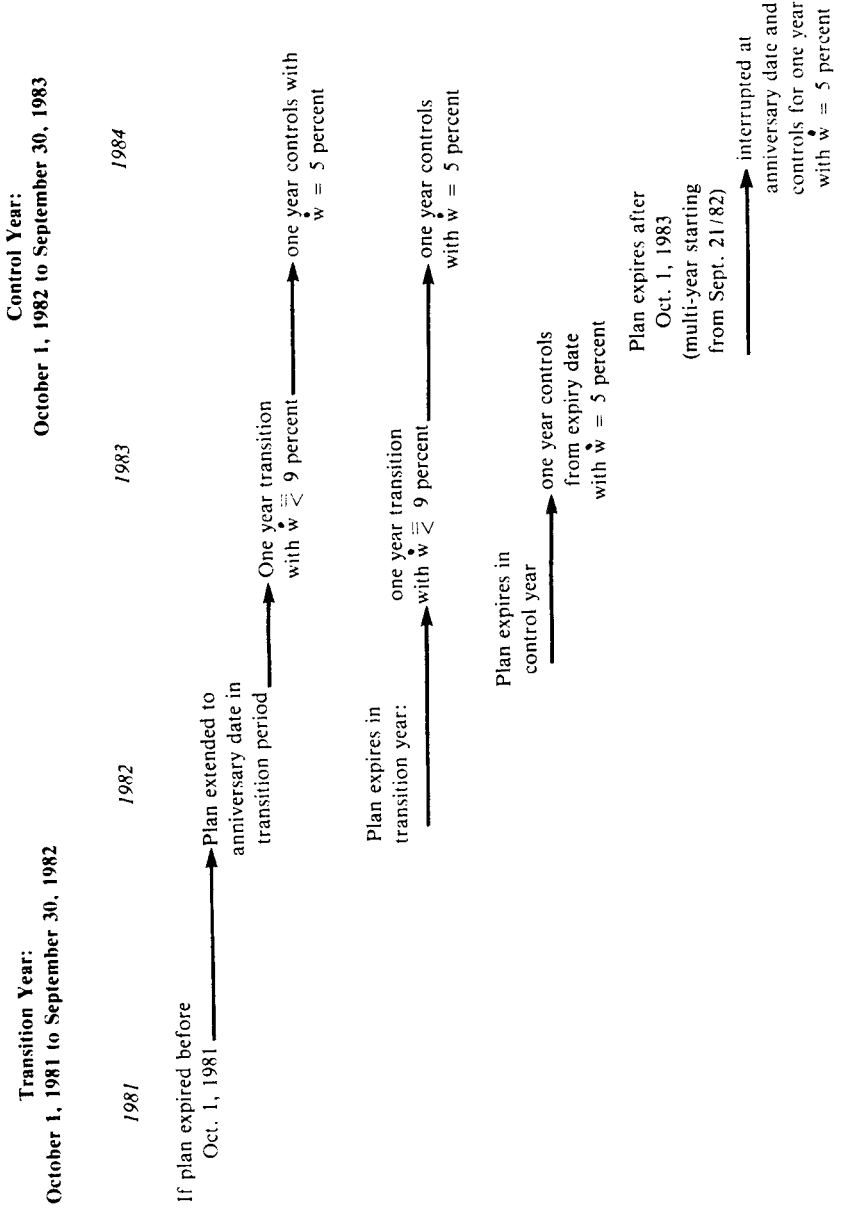 Transition Year:
October 1, 1981 to September 30, 1982
Control Year:
October 1, 1982 to September 30, 1983
1981
1982
1983
1984
If plan expired before
Oct. 1, 1981
Plan extended to
anniversary date in
transition period
One year transition
with ẇ ≦ 9 percent
one year controls with
ẇ = 5 percent
Plan expires in
transition year:
one year transition
with ẇ ≦ 9 percent
one year controls
with ẇ = 5 percent
Plan expires in
control year
one year controls
from expiry date
with ẇ = 5 percent
Plan expires after
Oct. 1, 1983
(multi-year starting
from Sept. 21/82)
interrupted at
anniversary date and
controls for one year
with ẇ = 5 percent